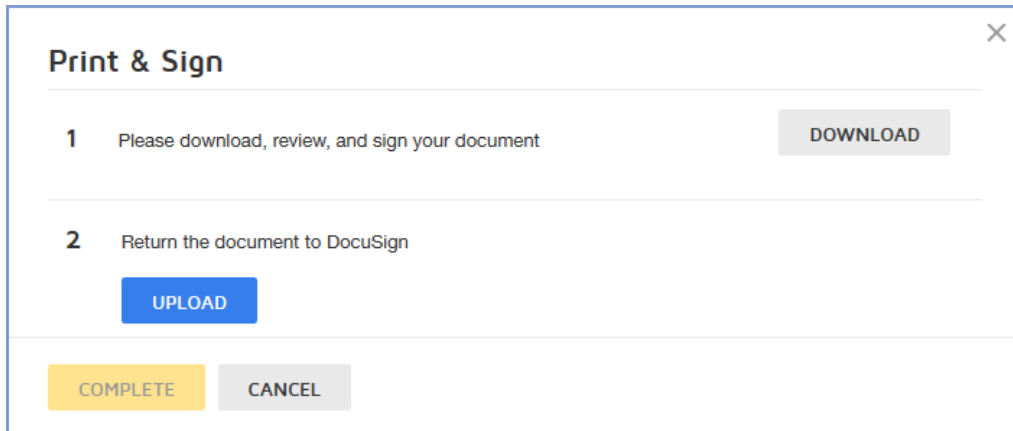 Print & Sign
1 Please download, review, and sign your document DOWNLOAD
2 Return the document to DocuSign
UPLOAD
COMPLETE CANCEL